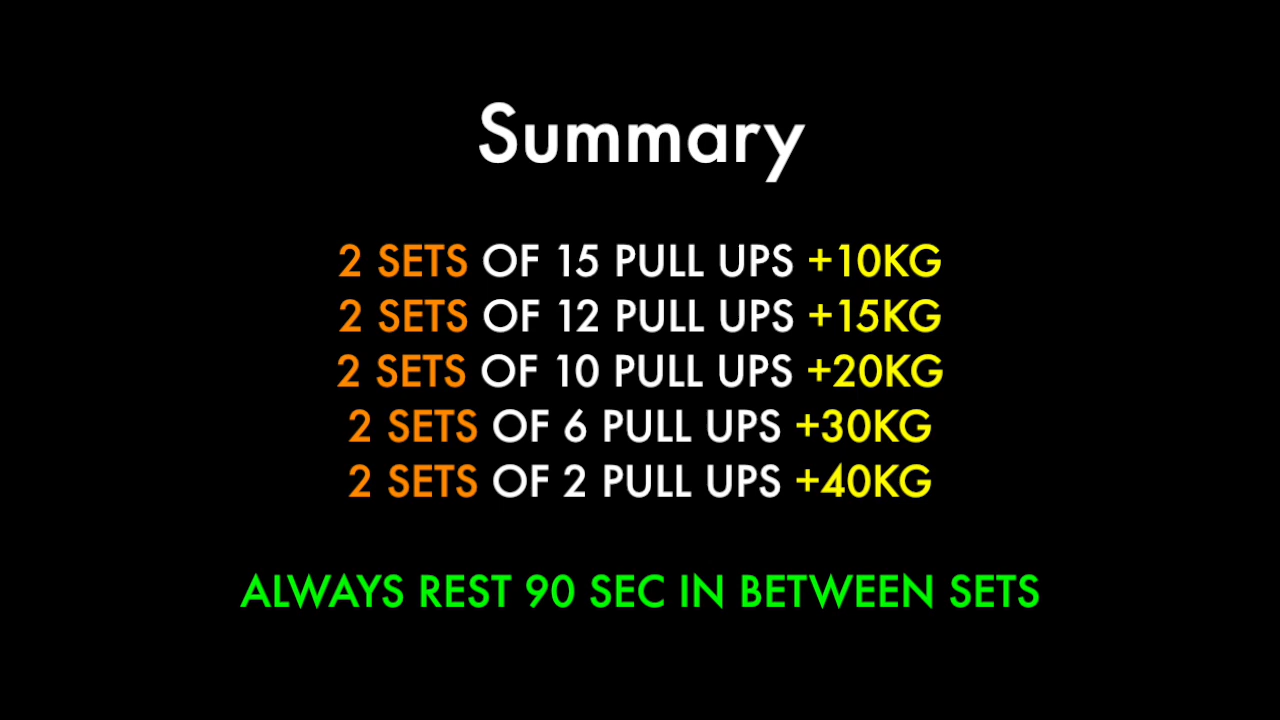 Summary
2 SETS OF 15 PULL UPS +10KG
2 SETS OF 12 PULL UPS +15KG
2 SETS OF 10 PULL UPS +20KG
2 SETS OF 6 PULL UPS +30KG
2 SETS OF 2 PULL UPS +40KG
ALWAYS REST 90 SEC IN BETWEEN SETS